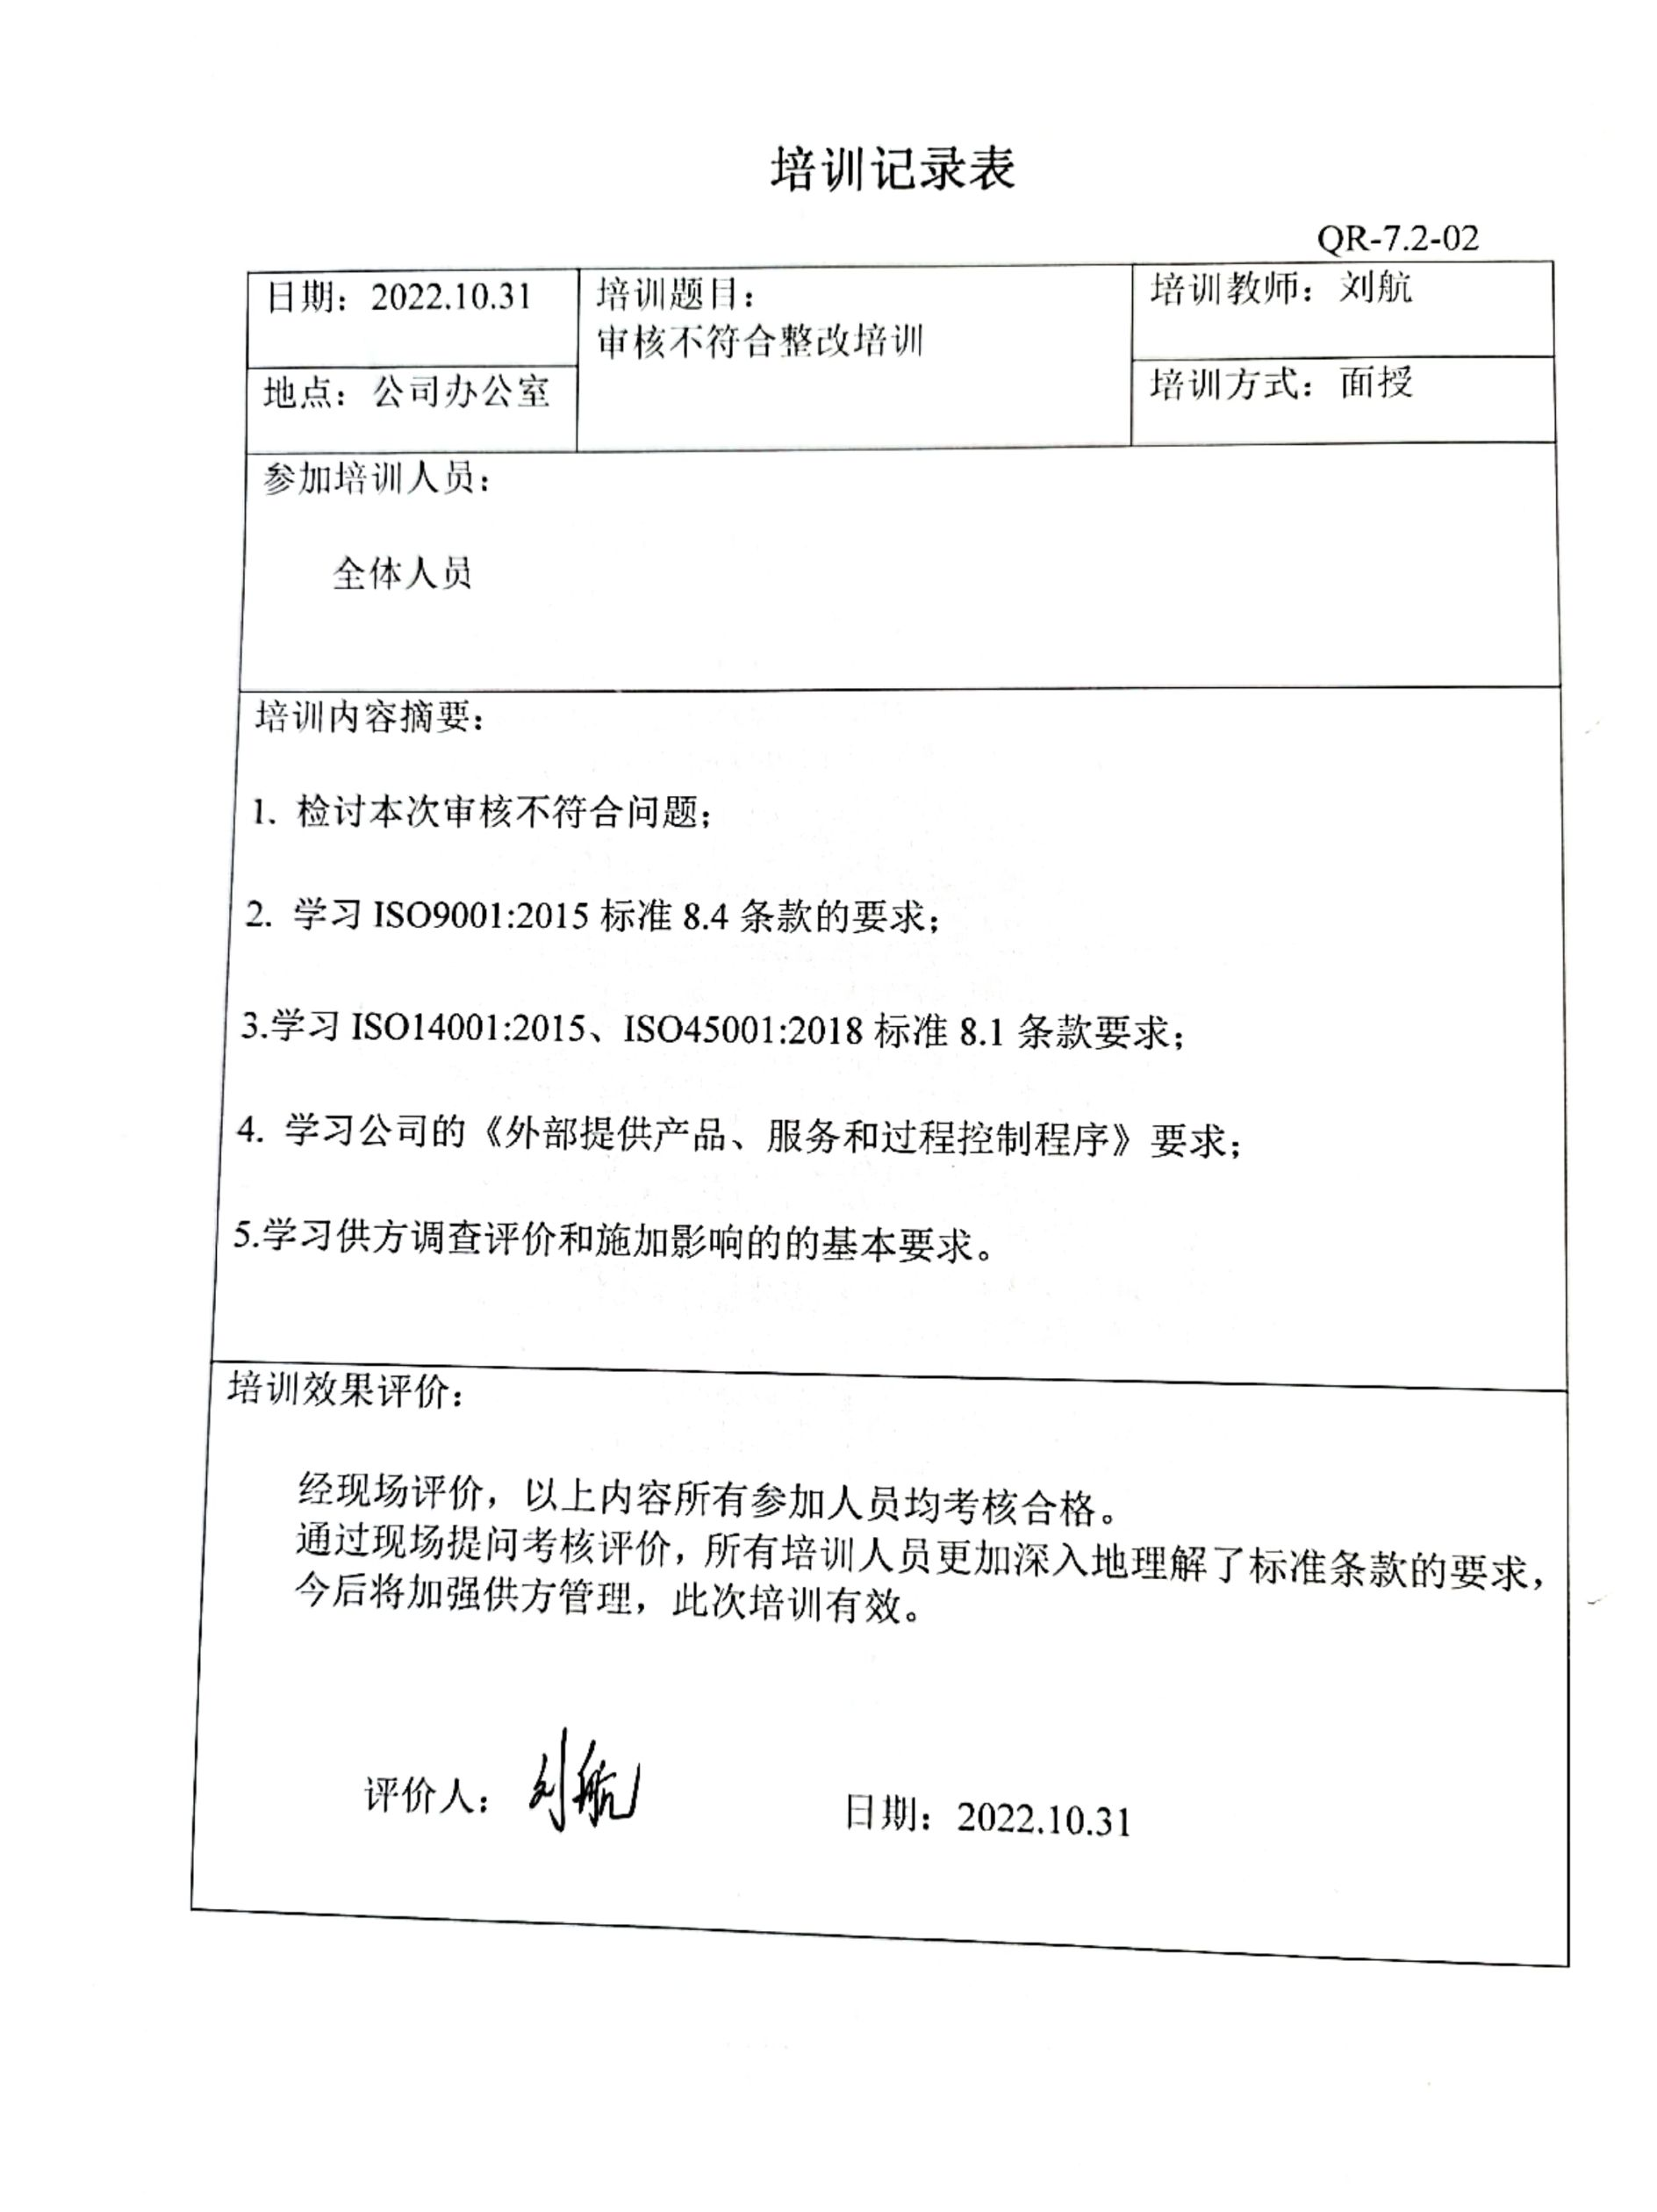 培训记录表
QR-7.2-02
日期：2022.10.31
培训题目：
审核不符合整改培训
培训教师：刘航
地点：公司办公室
培训方式：面授
参加培训人员：
全体人员
培训内容摘要：
1. 检讨本次审核不符合问题；
2. 学习 ISO9001:2015 标准 8.4 条款的要求；
3.学习 ISO14001:2015、ISO45001:2018 标准 8.1 条款要求；
4. 学习公司的《外部提供产品、服务和过程控制程序》要求；
5.学习供方调查评价和施加影响的的基本要求。
培训效果评价：
经现场评价，以上内容所有参加人员均考核合格。
通过现场提问考核评价，所有培训人员更加深入地理解了标准条款的要求，
今后将加强供方管理，此次培训有效。
评价人：刘航
日期：2022.10.31